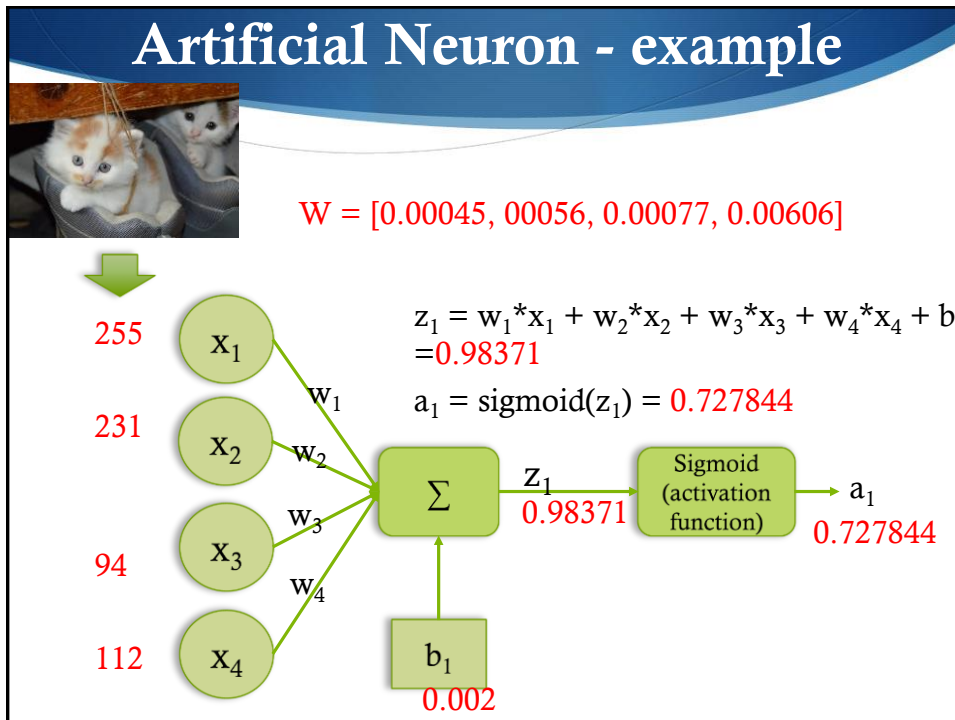 Artificial Neuron - example
W = [0.00045, 00056, 0.00077, 0.00606]
255
x₁
z₁ = w₁*x₁ + w₂*x₂ + w₃*x₃ + w₄*x₄ + b
=0.98371
w₁
a₁ = sigmoid(z₁) = 0.727844
231
x₂
w₂
∑
z₁
0.98371
Sigmoid
(activation
function)
a₁
0.727844
w₃
94
x₃
w₄
112
x₄
b₁
0.002